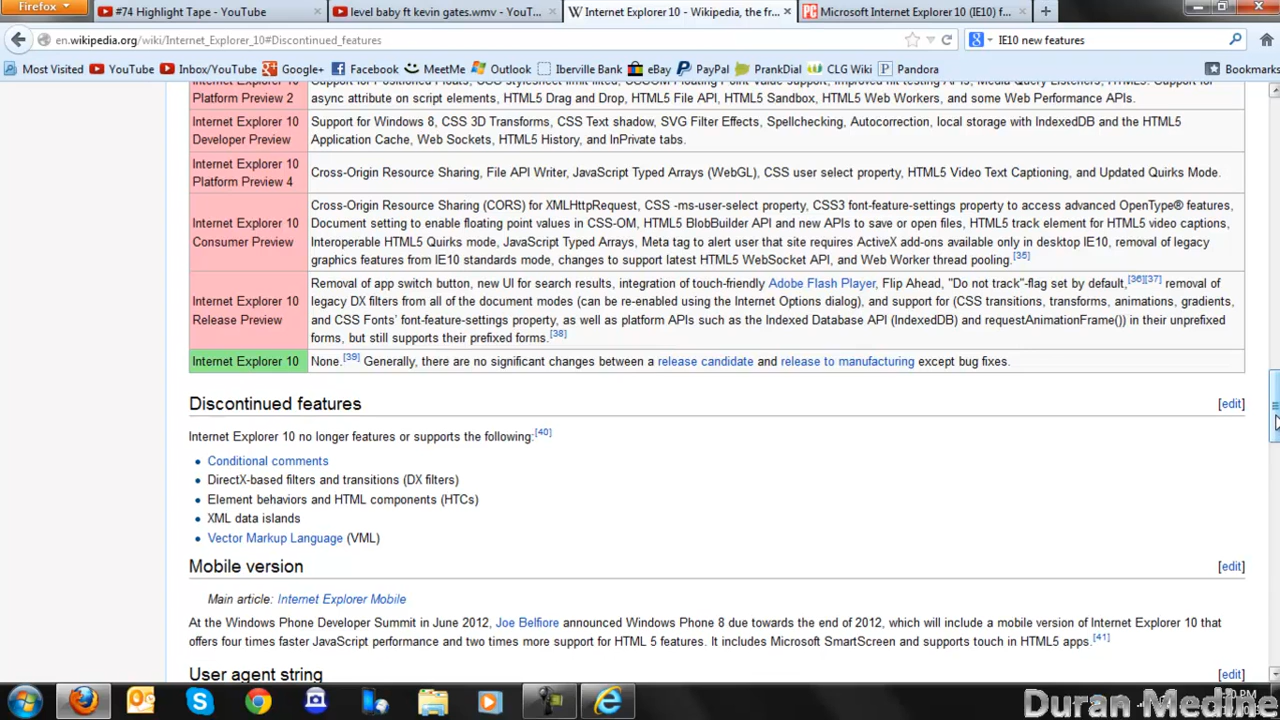 Firefox
#74 Highlight Tape - YouTube
level baby ft kevin gates.wmv - YouT...
Internet Explorer 10 - Wikipedia, the fr...
Microsoft Internet Explorer 10 (IE10) f...
en.wikipedia.org/wiki/Internet_Explorer_10#Discontinued_features
IE10 new features
Most Visited YouTube Inbox/YouTube Google+ Facebook MeetMe Outlook Iberville Bank eBay PayPal PrankDial CLG Wiki Pandora Bookmarks
Internet Explorer 10
Platform Preview 2
async attribute on script elements, HTML5 Drag and Drop, HTML5 File API, HTML5 Sandbox, HTML5 Web Workers, and some Web Performance APIs.
Internet Explorer 10
Developer Preview
Support for Windows 8, CSS 3D Transforms, CSS Text shadow, SVG Filter Effects, Spellchecking, Autocorrection, local storage with IndexedDB and the HTML5
Application Cache, Web Sockets, HTML5 History, and InPrivate tabs.
Internet Explorer 10
Platform Preview 4
Cross-Origin Resource Sharing, File API Writer, JavaScript Typed Arrays (WebGL), CSS user select property, HTML5 Video Text Captioning, and Updated Quirks Mode.
Internet Explorer 10
Consumer Preview
Cross-Origin Resource Sharing (CORS) for XMLHttpRequest, CSS -ms-user-select property, CSS3 font-feature-settings property to access advanced OpenType® features,
Document setting to enable floating point values in CSS-OM, HTML5 BlobBuilder API and new APIs to save or open files, HTML5 track element for HTML5 video captions,
Interoperable HTML5 Quirks mode, JavaScript Typed Arrays, Meta tag to alert user that site requires ActiveX add-ons available only in desktop IE10, removal of legacy
graphics features from IE10 standards mode, changes to support latest HTML5 WebSocket API, and Web Worker thread pooling.[35]
Internet Explorer 10
Release Preview
Removal of app switch button, new UI for search results, integration of touch-friendly Adobe Flash Player, Flip Ahead, "Do not track"-flag set by default,[36][37] removal of
legacy DX filters from all of the document modes (can be re-enabled using the Internet Options dialog), and support for (CSS transitions, transforms, animations, gradients,
and CSS Fonts' font-feature-settings property, as well as platform APIs such as the Indexed Database API (IndexedDB) and requestAnimationFrame()) in their unprefixed
forms, but still supports their prefixed forms.[38]
Internet Explorer 10
None.[39] Generally, there are no significant changes between a release candidate and release to manufacturing except bug fixes.
Discontinued features [edit]
Internet Explorer 10 no longer features or supports the following:[40]
Conditional comments
DirectX-based filters and transitions (DX filters)
Element behaviors and HTML components (HTCs)
XML data islands
Vector Markup Language (VML)
Mobile version [edit]
Main article: Internet Explorer Mobile
At the Windows Phone Developer Summit in June 2012, Joe Belfiore announced Windows Phone 8 due towards the end of 2012, which will include a mobile version of Internet Explorer 10 that
offers four times faster JavaScript performance and two times more support for HTML 5 features. It includes Microsoft SmartScreen and supports touch in HTML5 apps.[41]
User agent string [edit]
Duran Medine